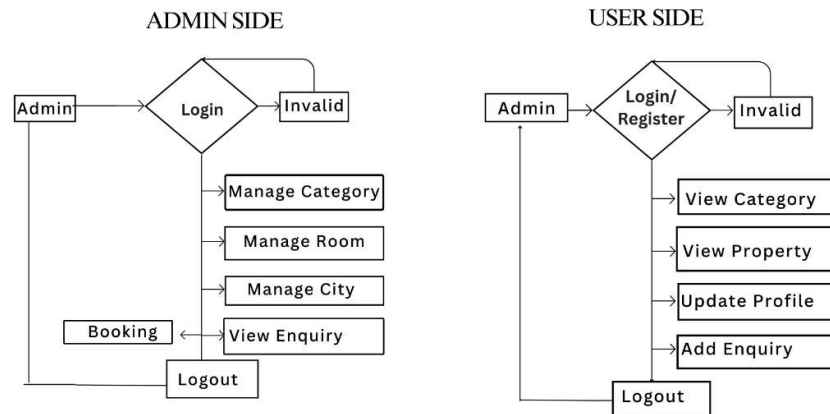 ADMIN SIDE
Admin
Login
Invalid
Manage Category
Manage Room
Manage City
Booking
View Enquiry
Logout
USER SIDE
Admin
Login/
Register
Invalid
View Category
View Property
Update Profile
Add Enquiry
Logout